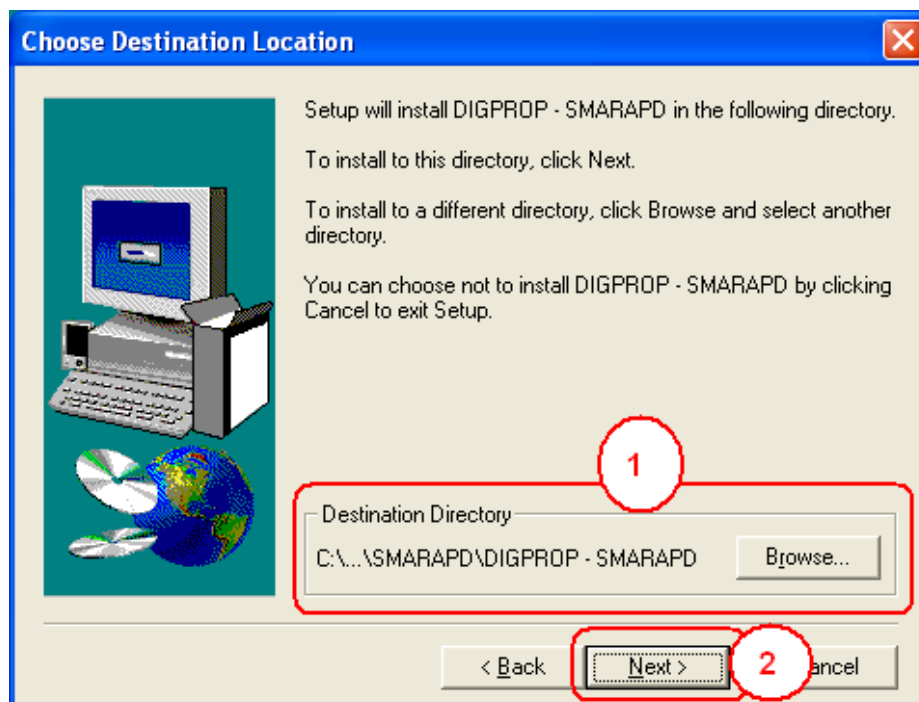 Choose Destination Location
Setup will install DIGPROP - SMARAPD in the following directory.
To install to this directory, click Next.
To install to a different directory, click Browse and select another
directory.
You can choose not to install DIGPROP - SMARAPD by clicking
Cancel to exit Setup.
1
Destination Directory
C:\...\SMARAPD\DIGPROP - SMARAPD Browse...
< Back Next > 2 ancel